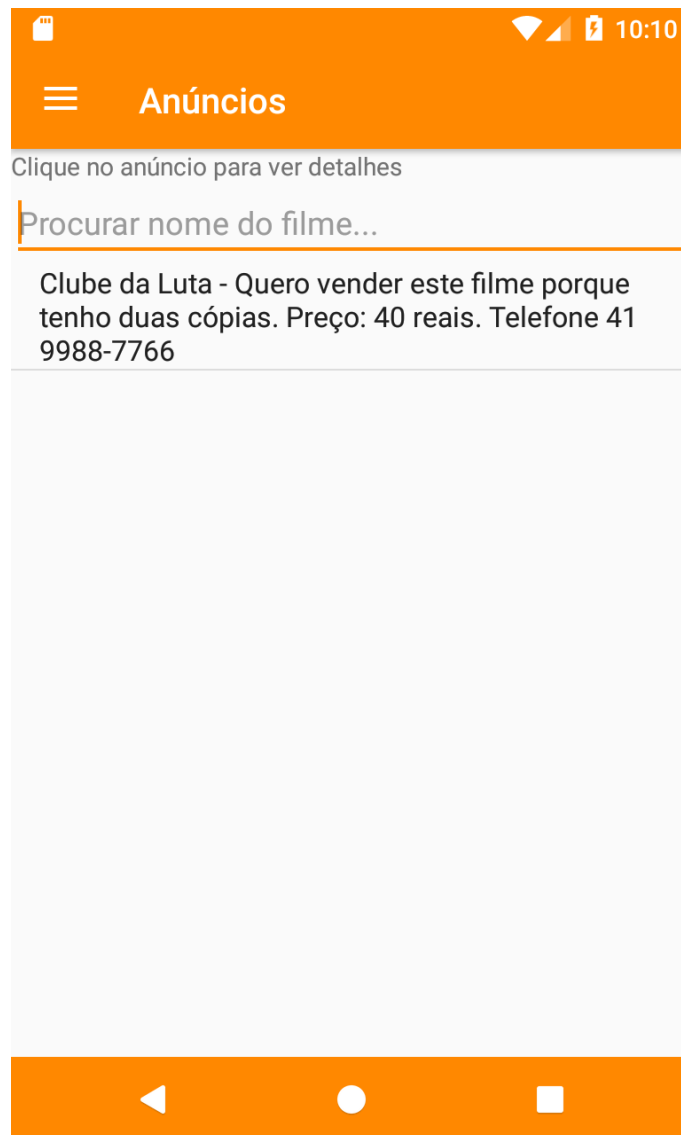 10:10
Anúncios
Clique no anúncio para ver detalhes
Procurar nome do filme...
Clube da Luta - Quero vender este filme porque
tenho duas cópias. Preço: 40 reais. Telefone 41
9988-7766